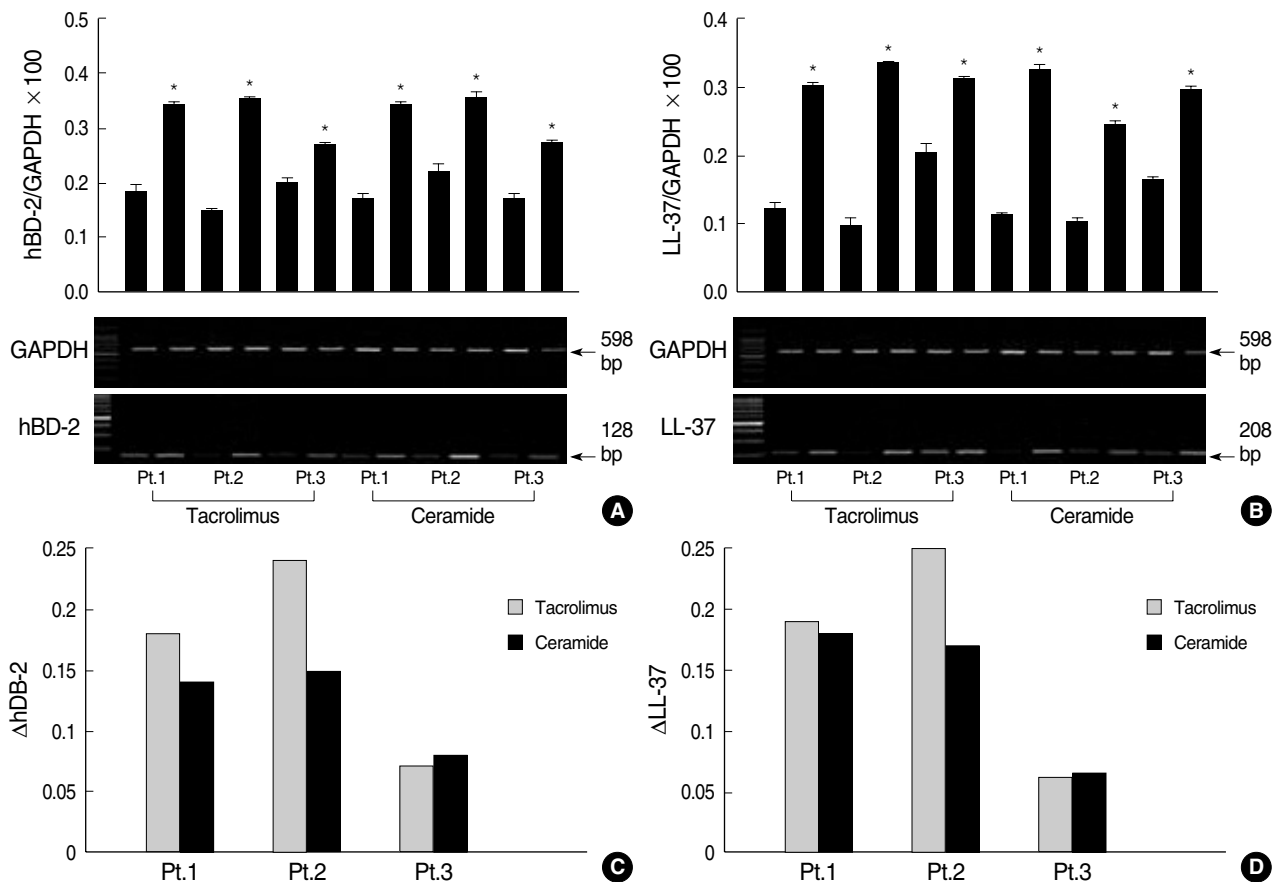 0.5
0.4
0.3
0.2
0.1
0.0
hBD-2/GAPDH × 100
* * * * * *
GAPDH
598
bp
hBD-2
128
bp
Pt.1 Pt.2 Pt.3 Pt.1 Pt.2 Pt.3
Tacrolimus Ceramide
A
0.4
0.3
0.2
0.1
0.0
LL-37/GAPDH × 100
* * * * * *
GAPDH
598
bp
LL-37
208
bp
Pt.1 Pt.2 Pt.3 Pt.1 Pt.2 Pt.3
Tacrolimus Ceramide
B
0.25
0.2
0.15
0.1
0.05
0
ΔhDB-2
Tacrolimus
Ceramide
Pt.1 Pt.2 Pt.3
C
0.25
0.2
0.15
0.1
0.05
0
ΔLL-37
Tacrolimus
Ceramide
Pt.1 Pt.2 Pt.3
D